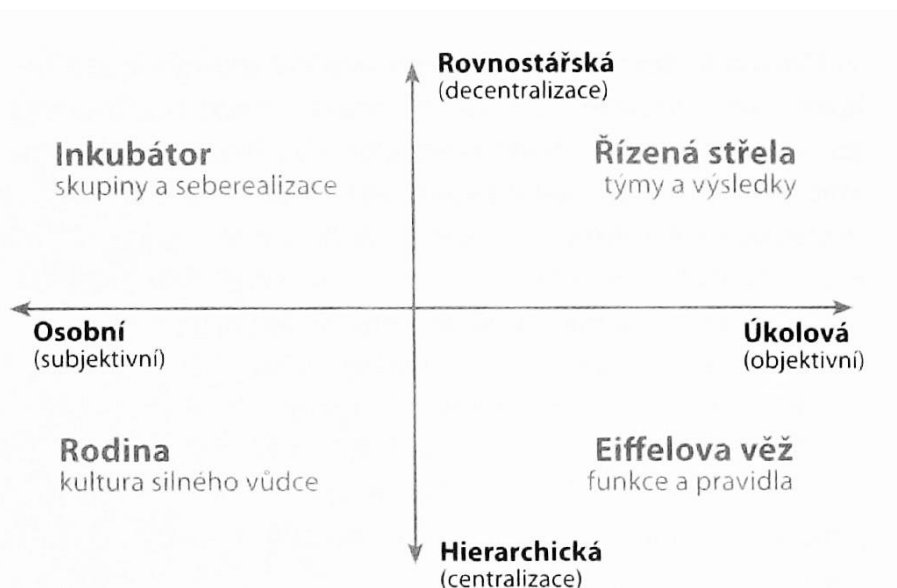 Rovnostářská
(decentralizace)
Inkubátor
skupiny a seberealizace
Řízená střela
týmy a výsledky
Osobní
(subjektivní)
Úkolová
(objektivní)
Rodina
kultura silného vůdce
Eiffelova věž
funkce a pravidla
Hierarchická
(centralizace)